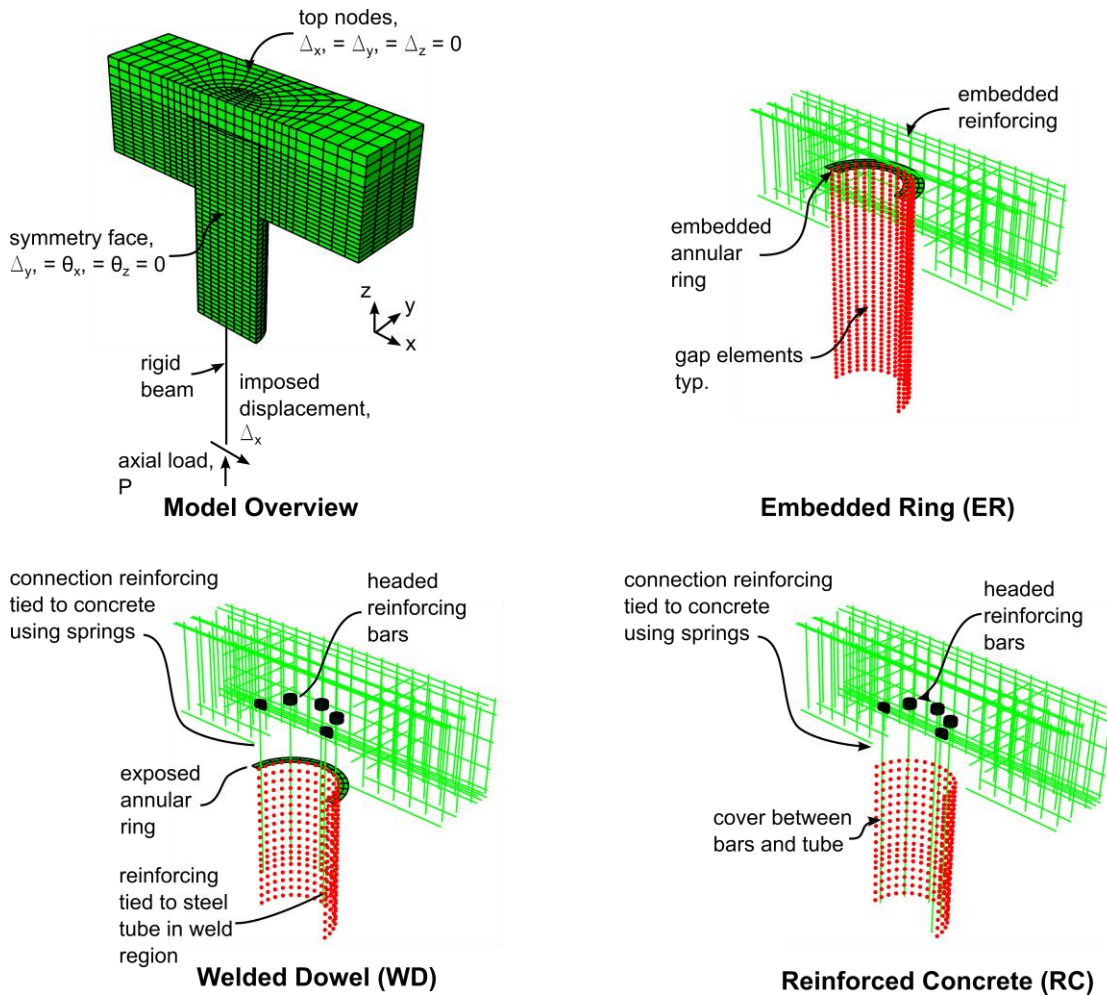 top nodes,
Δx, = Δy, = Δz = 0
symmetry face,
Δy, = θx, = θz = 0
z
y
x
rigid
beam
imposed
displacement,
Δx
axial load,
P
Model Overview
embedded
reinforcing
embedded
annular
ring
gap elements
typ.
Embedded Ring (ER)
connection reinforcing
tied to concrete
using springs
headed
reinforcing
bars
exposed
annular
ring
reinforcing
tied to steel
tube in weld
region
Welded Dowel (WD)
connection reinforcing
tied to concrete
using springs
headed
reinforcing
bars
cover between
bars and tube
Reinforced Concrete (RC)